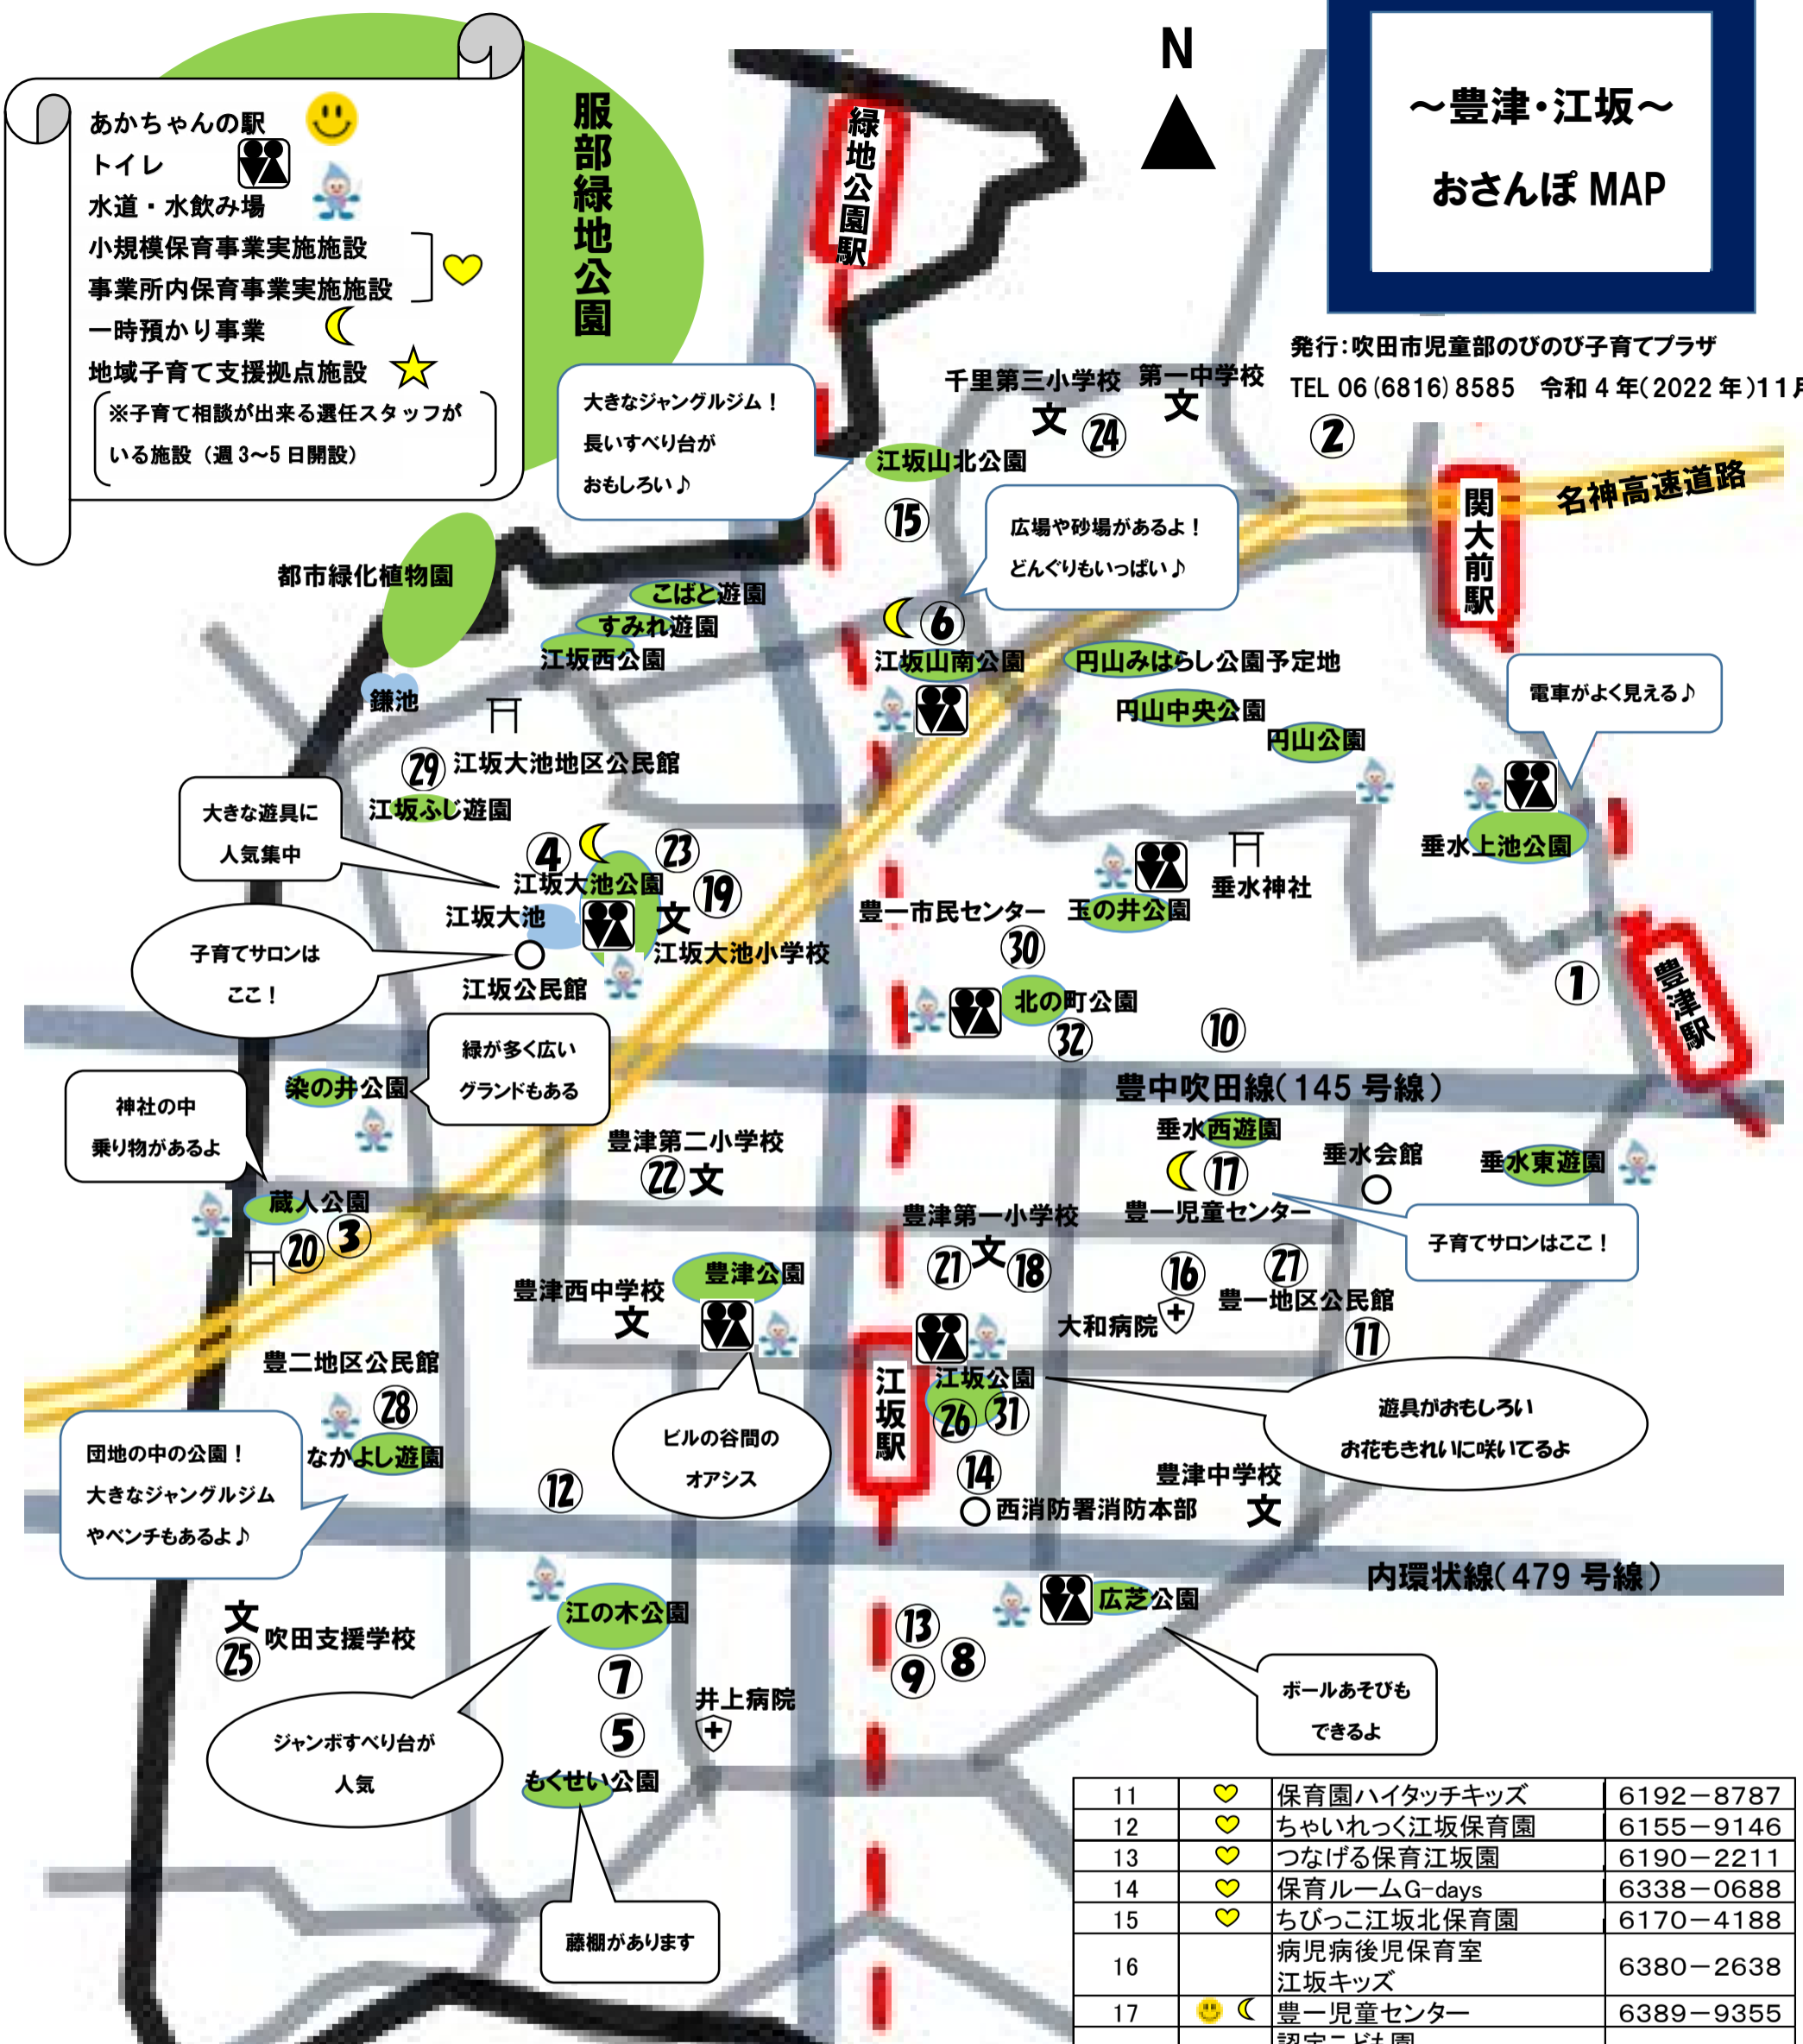 ～豊津・江坂～
おさんぽ MAP
発行：吹田市児童部のびのび子育てプラザ
TEL 06（6816）8585　令和 4 年（2022 年）11月
N
あかちゃんの駅
トイレ
水道・水飲み場
小規模保育事業実施施設
事業所内保育事業実施施設
一時預かり事業
地域子育て支援拠点施設
※子育て相談が出来る選任スタッフが
いる施設（週 3～5 日開設）
服部緑地公園
緑地公園駅
大きなジャングルジム！
長いすべり台が
おもしろい♪
千里第三小学校
文
㉔
第一中学校
文
②
江坂山北公園
⑮
名神高速道路
関大前駅
広場や砂場があるよ！
どんぐりもいっぱい♪
都市緑化植物園
こばと遊園
すみれ遊園
江坂西公園
⑥
江坂山南公園
円山みはらし公園予定地
円山中央公園
円山公園
電車がよく見える♪
垂水上池公園
鎌池
㉙
江坂大池地区公民館
江坂ふじ遊園
大きな遊具に
人気集中
④
㉓
江坂大池公園
⑲
江坂大池
文
江坂大池小学校
子育てサロンは
ここ！
江坂公民館
垂水神社
豊一市民センター
玉の井公園
㉚
北の町公園
㉜
⑩
①
豊津駅
緑が多く広い
グランドもある
染の井公園
豊中吹田線（145 号線）
神社の中
乗り物があるよ
蔵人公園
⑳
③
豊津第二小学校
㉒
文
垂水西遊園
⑰
豊一児童センター
垂水会館
垂水東遊園
子育てサロンはここ！
豊津第一小学校
㉑
文
⑱
⑯
㉗
豊一地区公民館
大和病院
⑪
豊津西中学校
文
豊津公園
江坂駅
江坂公園
㉖
㉛
遊具がおもしろい
お花もきれいに咲いてるよ
豊二地区公民館
㉘
なかよし遊園
団地の中の公園！
大きなジャングルジム
やベンチもあるよ♪
ビルの谷間の
オアシス
⑫
⑭
西消防署消防本部
豊津中学校
文
内環状線（479 号線）
文
㉕
吹田支援学校
江の木公園
⑦
⑤
ジャンボすべり台が
人気
井上病院
もくせい公園
藤棚があります
⑬
⑨
⑧
広芝公園
ボールあそびも
できるよ
11 保育園ハイタッチキッズ 6192－8787
12 ちゃいれっく江坂保育園 6155－9146
13 つなげる保育江坂園 6190－2211
14 保育ルームG-days 6338－0688
15 ちびっこ江坂北保育園 6170－4188
16 病児病後児保育室
江坂キッズ 6380－2638
17 豊一児童センター 6389－9355
認定こども園